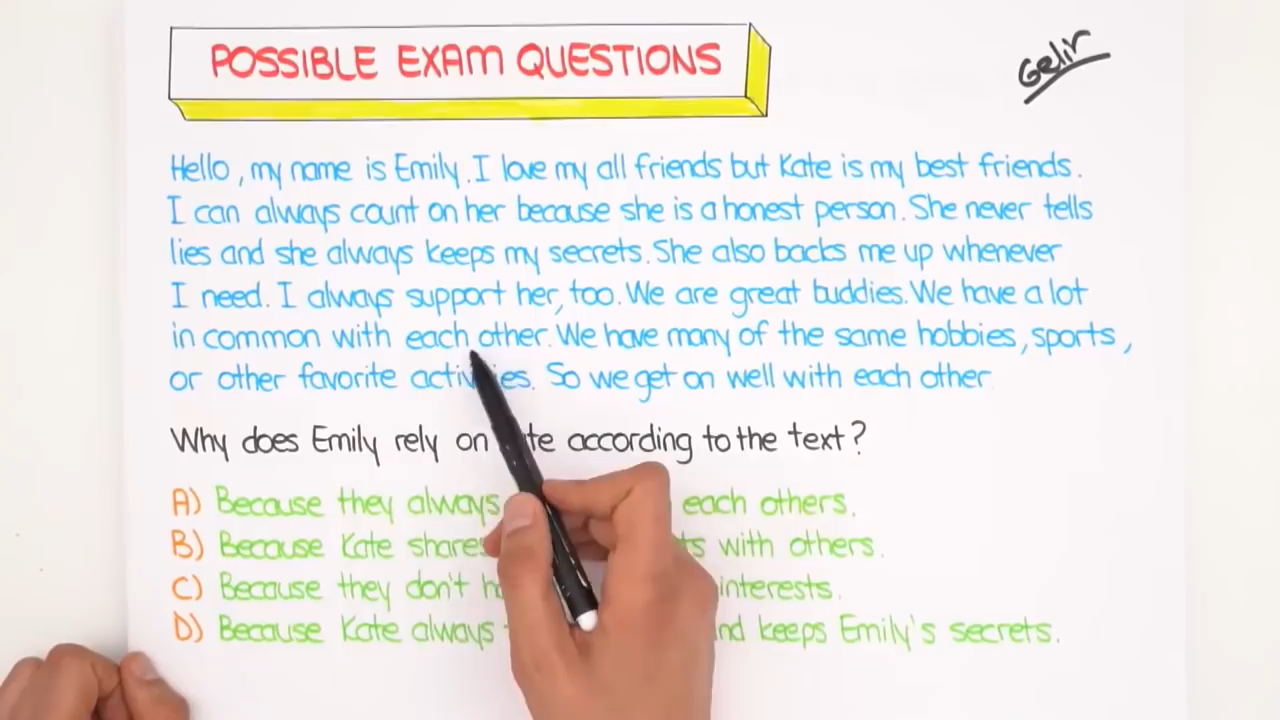 POSSIBLE EXAM QUESTIONS
Gelir
Hello, my name is Emily. I love my all friends but Kate is my best friends.
I can always count on her because she is a honest person. She never tells
lies and she always keeps my secrets. She also backs me up whenever
I need. I always support her, too. We are great buddies. We have a lot
in common with each other. We have many of the same hobbies, sports,
or other favorite activities. So we get on well with each other
Why does Emily rely on Kate according to the text?
A) Because they always each others.
B) Because Kate shares with others.
C) Because they don't interests.
D) Because Kate always keeps Emily's secrets.